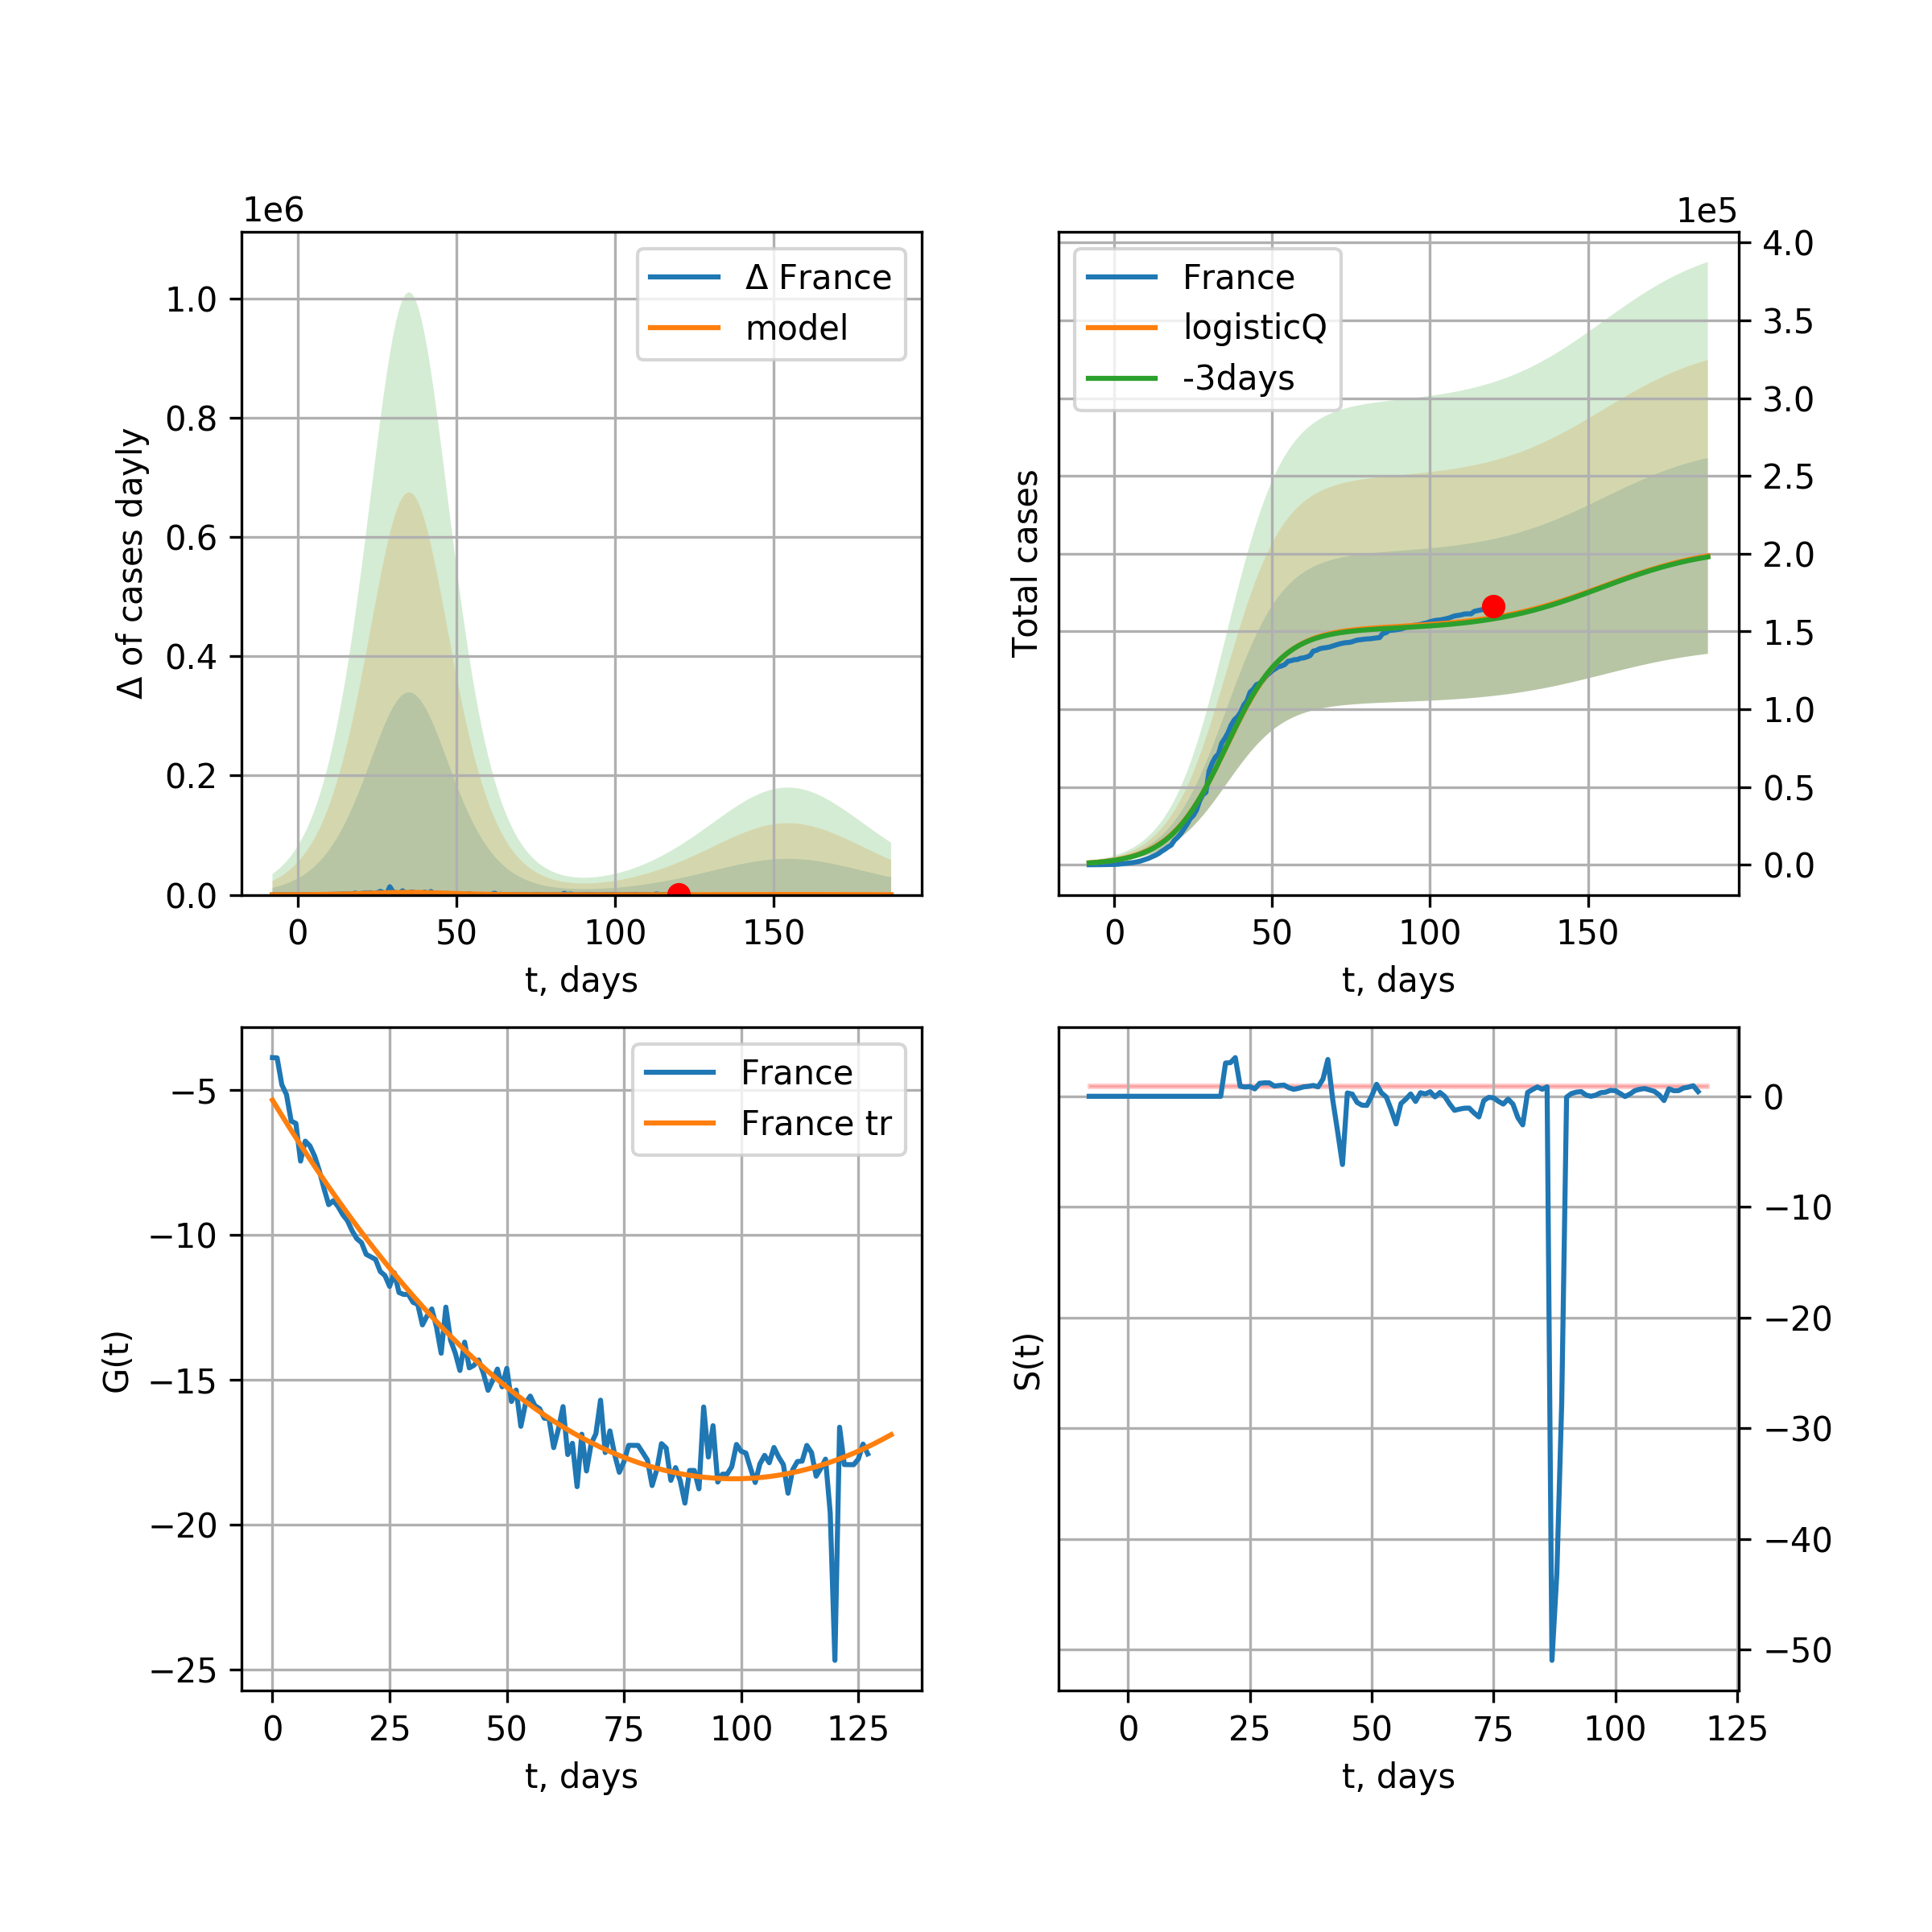 1e6
Δ of cases dayly
1.0
0.8
0.6
0.4
0.2
0.0
0 50 100 150
t, days
Δ France
model
1e5
Total cases
4.0
3.5
3.0
2.5
2.0
1.5
1.0
0.5
0.0
0 50 100 150
t, days
France
logisticQ
-3days
G(t)
−5
−10
−15
−20
−25
0 25 50 75 100 125
t, days
France
France tr
S(t)
0
−10
−20
−30
−40
−50
0 25 50 75 100 125
t, days